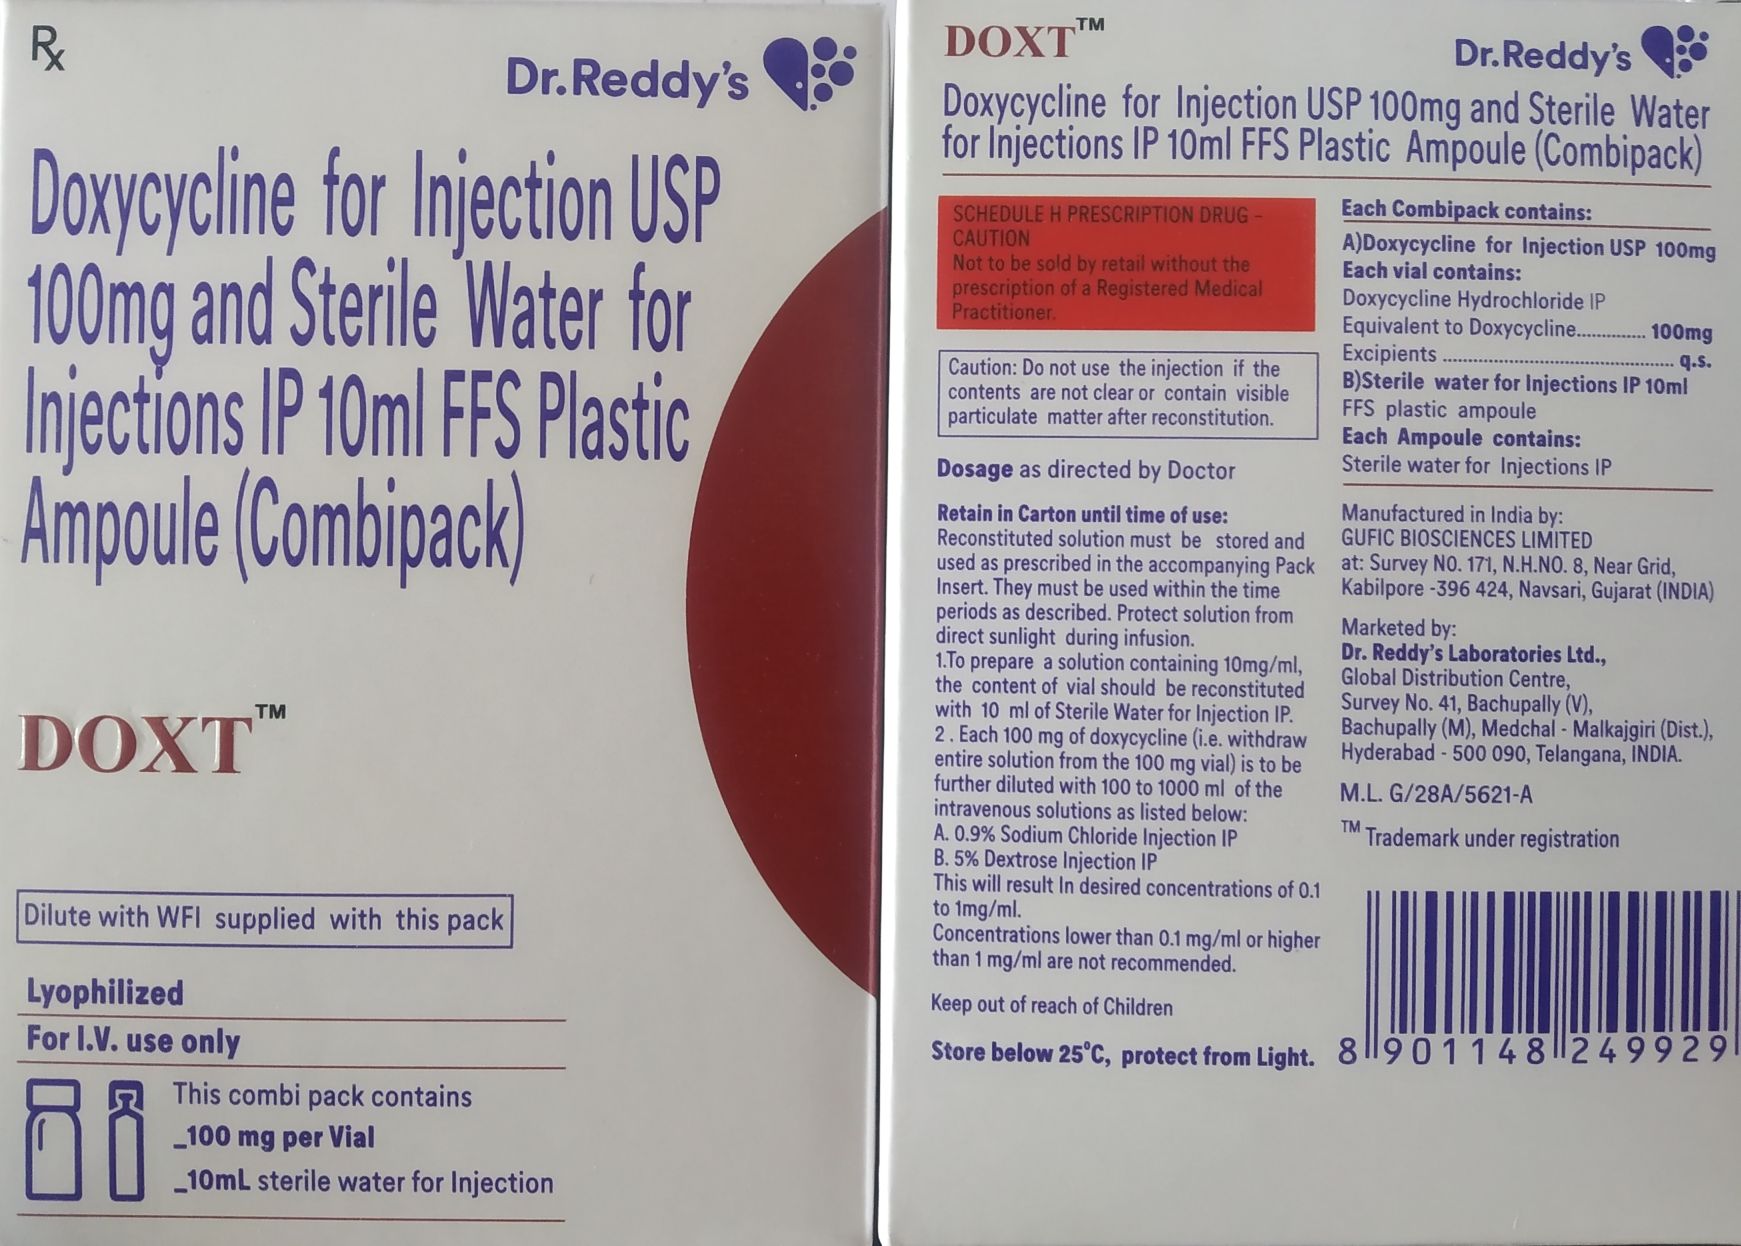 Rx
Dr.Reddy's
Doxycycline for Injection USP
100mg and Sterile Water for
Injections IP 10ml FFS Plastic
Ampoule (Combipack)
DOXT™
Dilute with WFI supplied with this pack
Lyophilized
For I.V. use only
This combi pack contains
_100 mg per Vial
_10mL sterile water for Injection
DOXT™
Dr.Reddy's
Doxycycline for Injection USP 100mg and Sterile Water
for Injections IP 10ml FFS Plastic Ampoule (Combipack)
SCHEDULE H PRESCRIPTION DRUG –
CAUTION
Not to be sold by retail without the
prescription of a Registered Medical
Practitioner.
Caution: Do not use the injection if the
contents are not clear or contain visible
particulate matter after reconstitution.
Dosage as directed by Doctor
Retain in Carton until time of use:
Reconstituted solution must be stored and
used as prescribed in the accompanying Pack
Insert. They must be used within the time
periods as described. Protect solution from
direct sunlight during infusion.
1.To prepare a solution containing 10mg/ml,
the content of vial should be reconstituted
with 10 ml of Sterile Water for Injection IP.
2 . Each 100 mg of doxycycline (i.e. withdraw
entire solution from the 100 mg vial) is to be
further diluted with 100 to 1000 ml of the
intravenous solutions as listed below:
A. 0.9% Sodium Chloride Injection IP
B. 5% Dextrose Injection IP
This will result In desired concentrations of 0.1
to 1mg/ml.
Concentrations lower than 0.1 mg/ml or higher
than 1 mg/ml are not recommended.
Keep out of reach of Children
Store below 25°C, protect from Light.
Each Combipack contains:
A)Doxycycline for Injection USP 100mg
Each vial contains:
Doxycycline Hydrochloride IP
Equivalent to Doxycycline............. 100mg
Excipients ............................................. q.s.
B)Sterile water for Injections IP 10ml
FFS plastic ampoule
Each Ampoule contains:
Sterile water for Injections IP
Manufactured in India by:
GUFIC BIOSCIENCES LIMITED
at: Survey NO. 171, N.H.NO. 8, Near Grid,
Kabilpore -396 424, Navsari, Gujarat (INDIA)
Marketed by:
Dr. Reddy's Laboratories Ltd.,
Global Distribution Centre,
Survey No. 41, Bachupally (V),
Bachupally (M), Medchal - Malkajgiri (Dist.),
Hyderabad - 500 090, Telangana, INDIA.
M.L. G/28A/5621-A
™ Trademark under registration
8 901148 249929